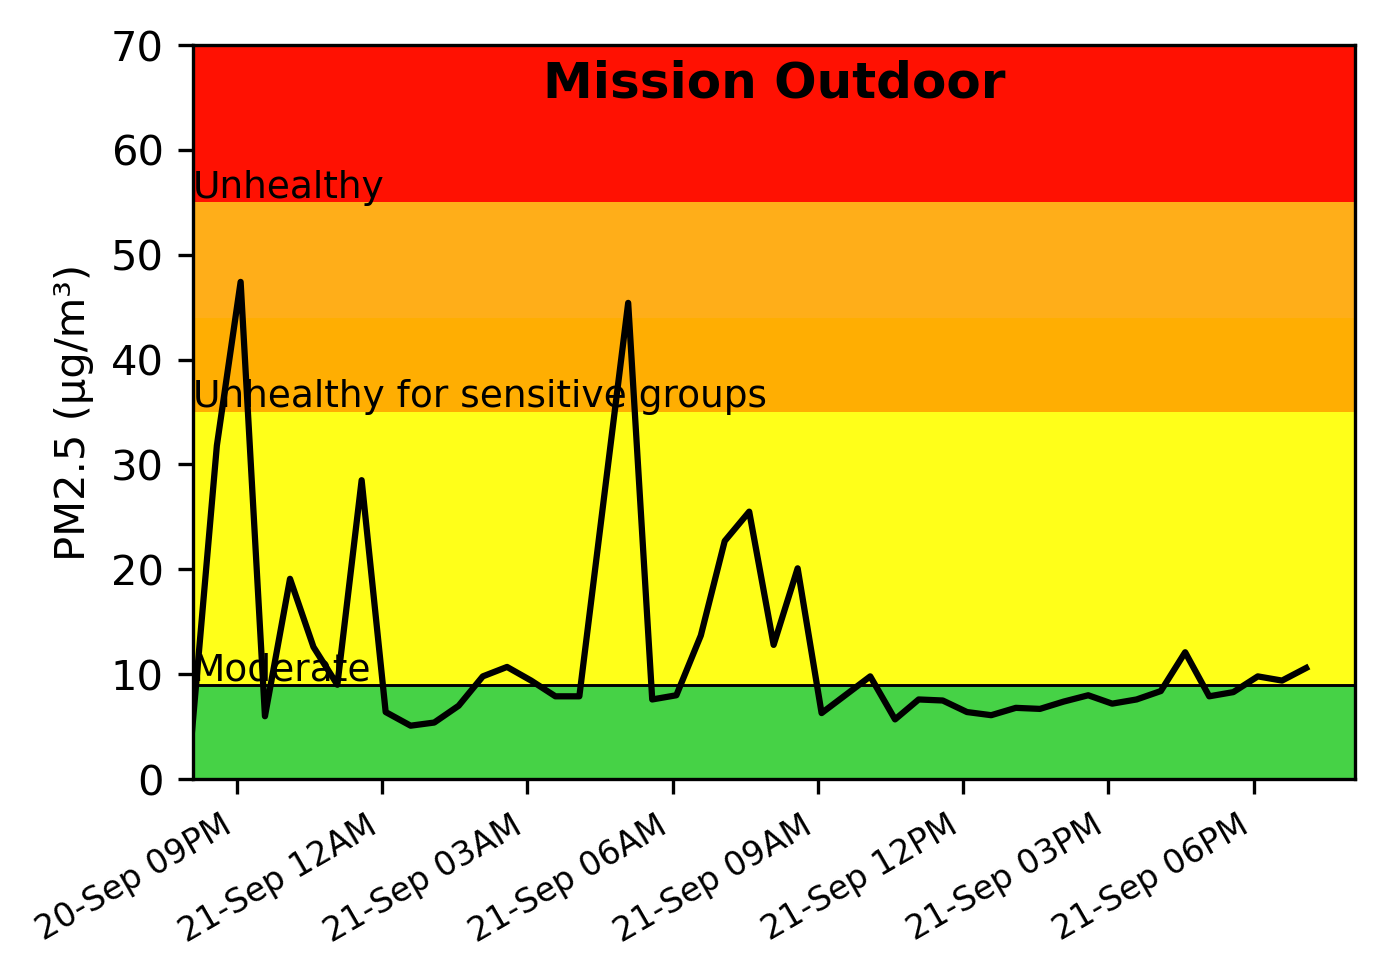 Mission Outdoor
70
60
Unhealthy
50
40
Unhealthy for sensitive groups
30
20
Moderate
10
0
PM2.5 (µg/m³)
20-Sep 09PM
21-Sep 12AM
21-Sep 03AM
21-Sep 06AM
21-Sep 09AM
21-Sep 12PM
21-Sep 03PM
21-Sep 06PM